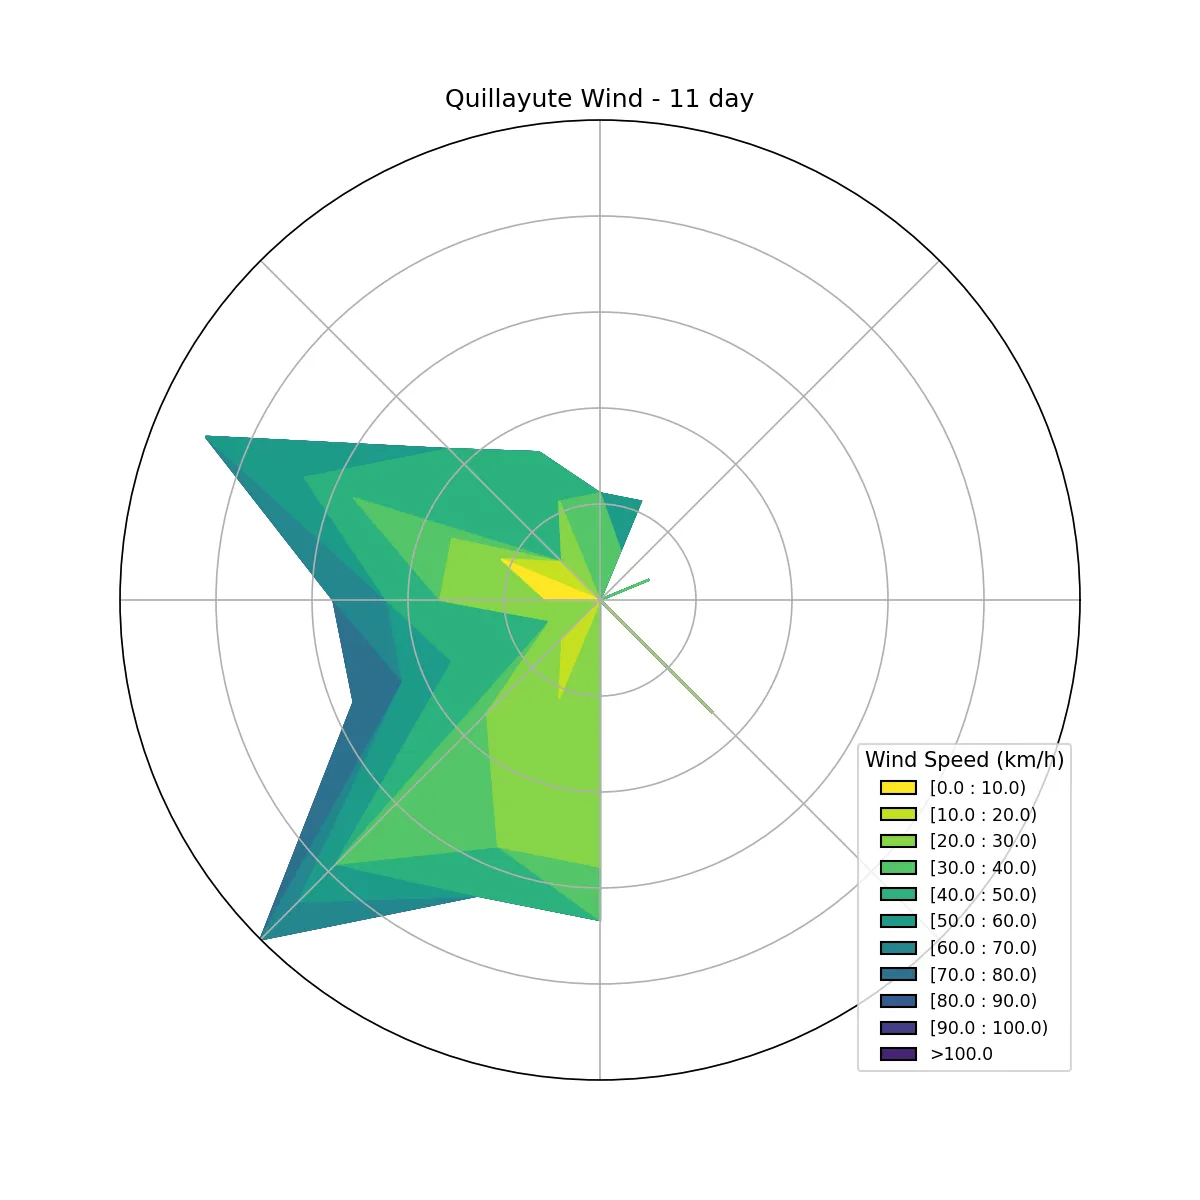 Quillayute Wind - 11 day
Wind Speed (km/h)
[0.0 : 10.0)
[10.0 : 20.0)
[20.0 : 30.0)
[30.0 : 40.0)
[40.0 : 50.0)
[50.0 : 60.0)
[60.0 : 70.0)
[70.0 : 80.0)
[80.0 : 90.0)
[90.0 : 100.0)
>100.0